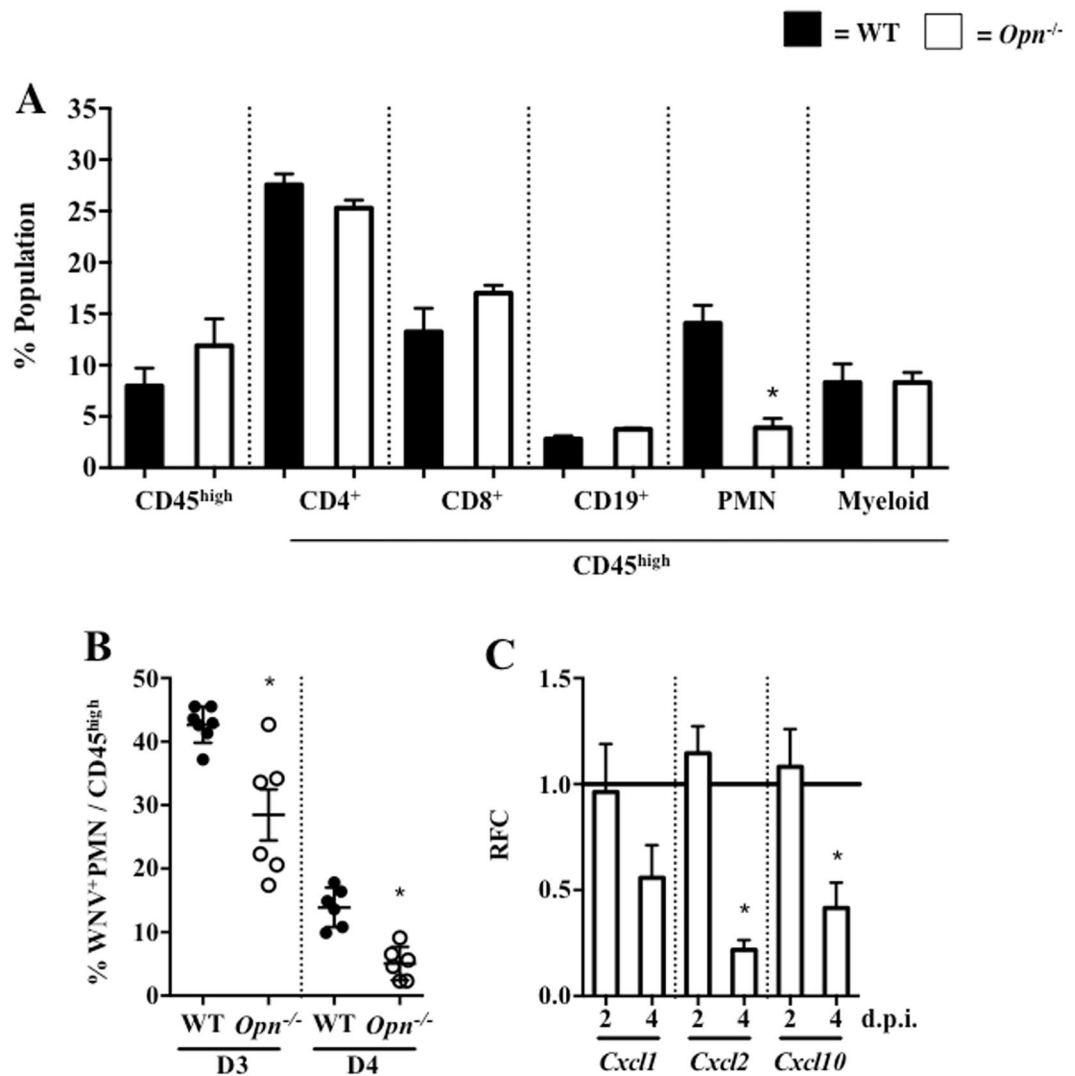 = WT = Opn-/-
A
% Population
35
30
25
20
15
10
5
0
CD45high CD4+ CD8+ CD19+ PMN Myeloid
CD45high
B
% WNV+PMN / CD45high
50
40
30
20
10
0
* *
WT Opn-/- WT Opn-/-
D3 D4
C
RFC
1.5
1.0
0.5
0.0
* *
2 4 2 4 2 4 d.p.i.
Cxcl1 Cxcl2 Cxcl10